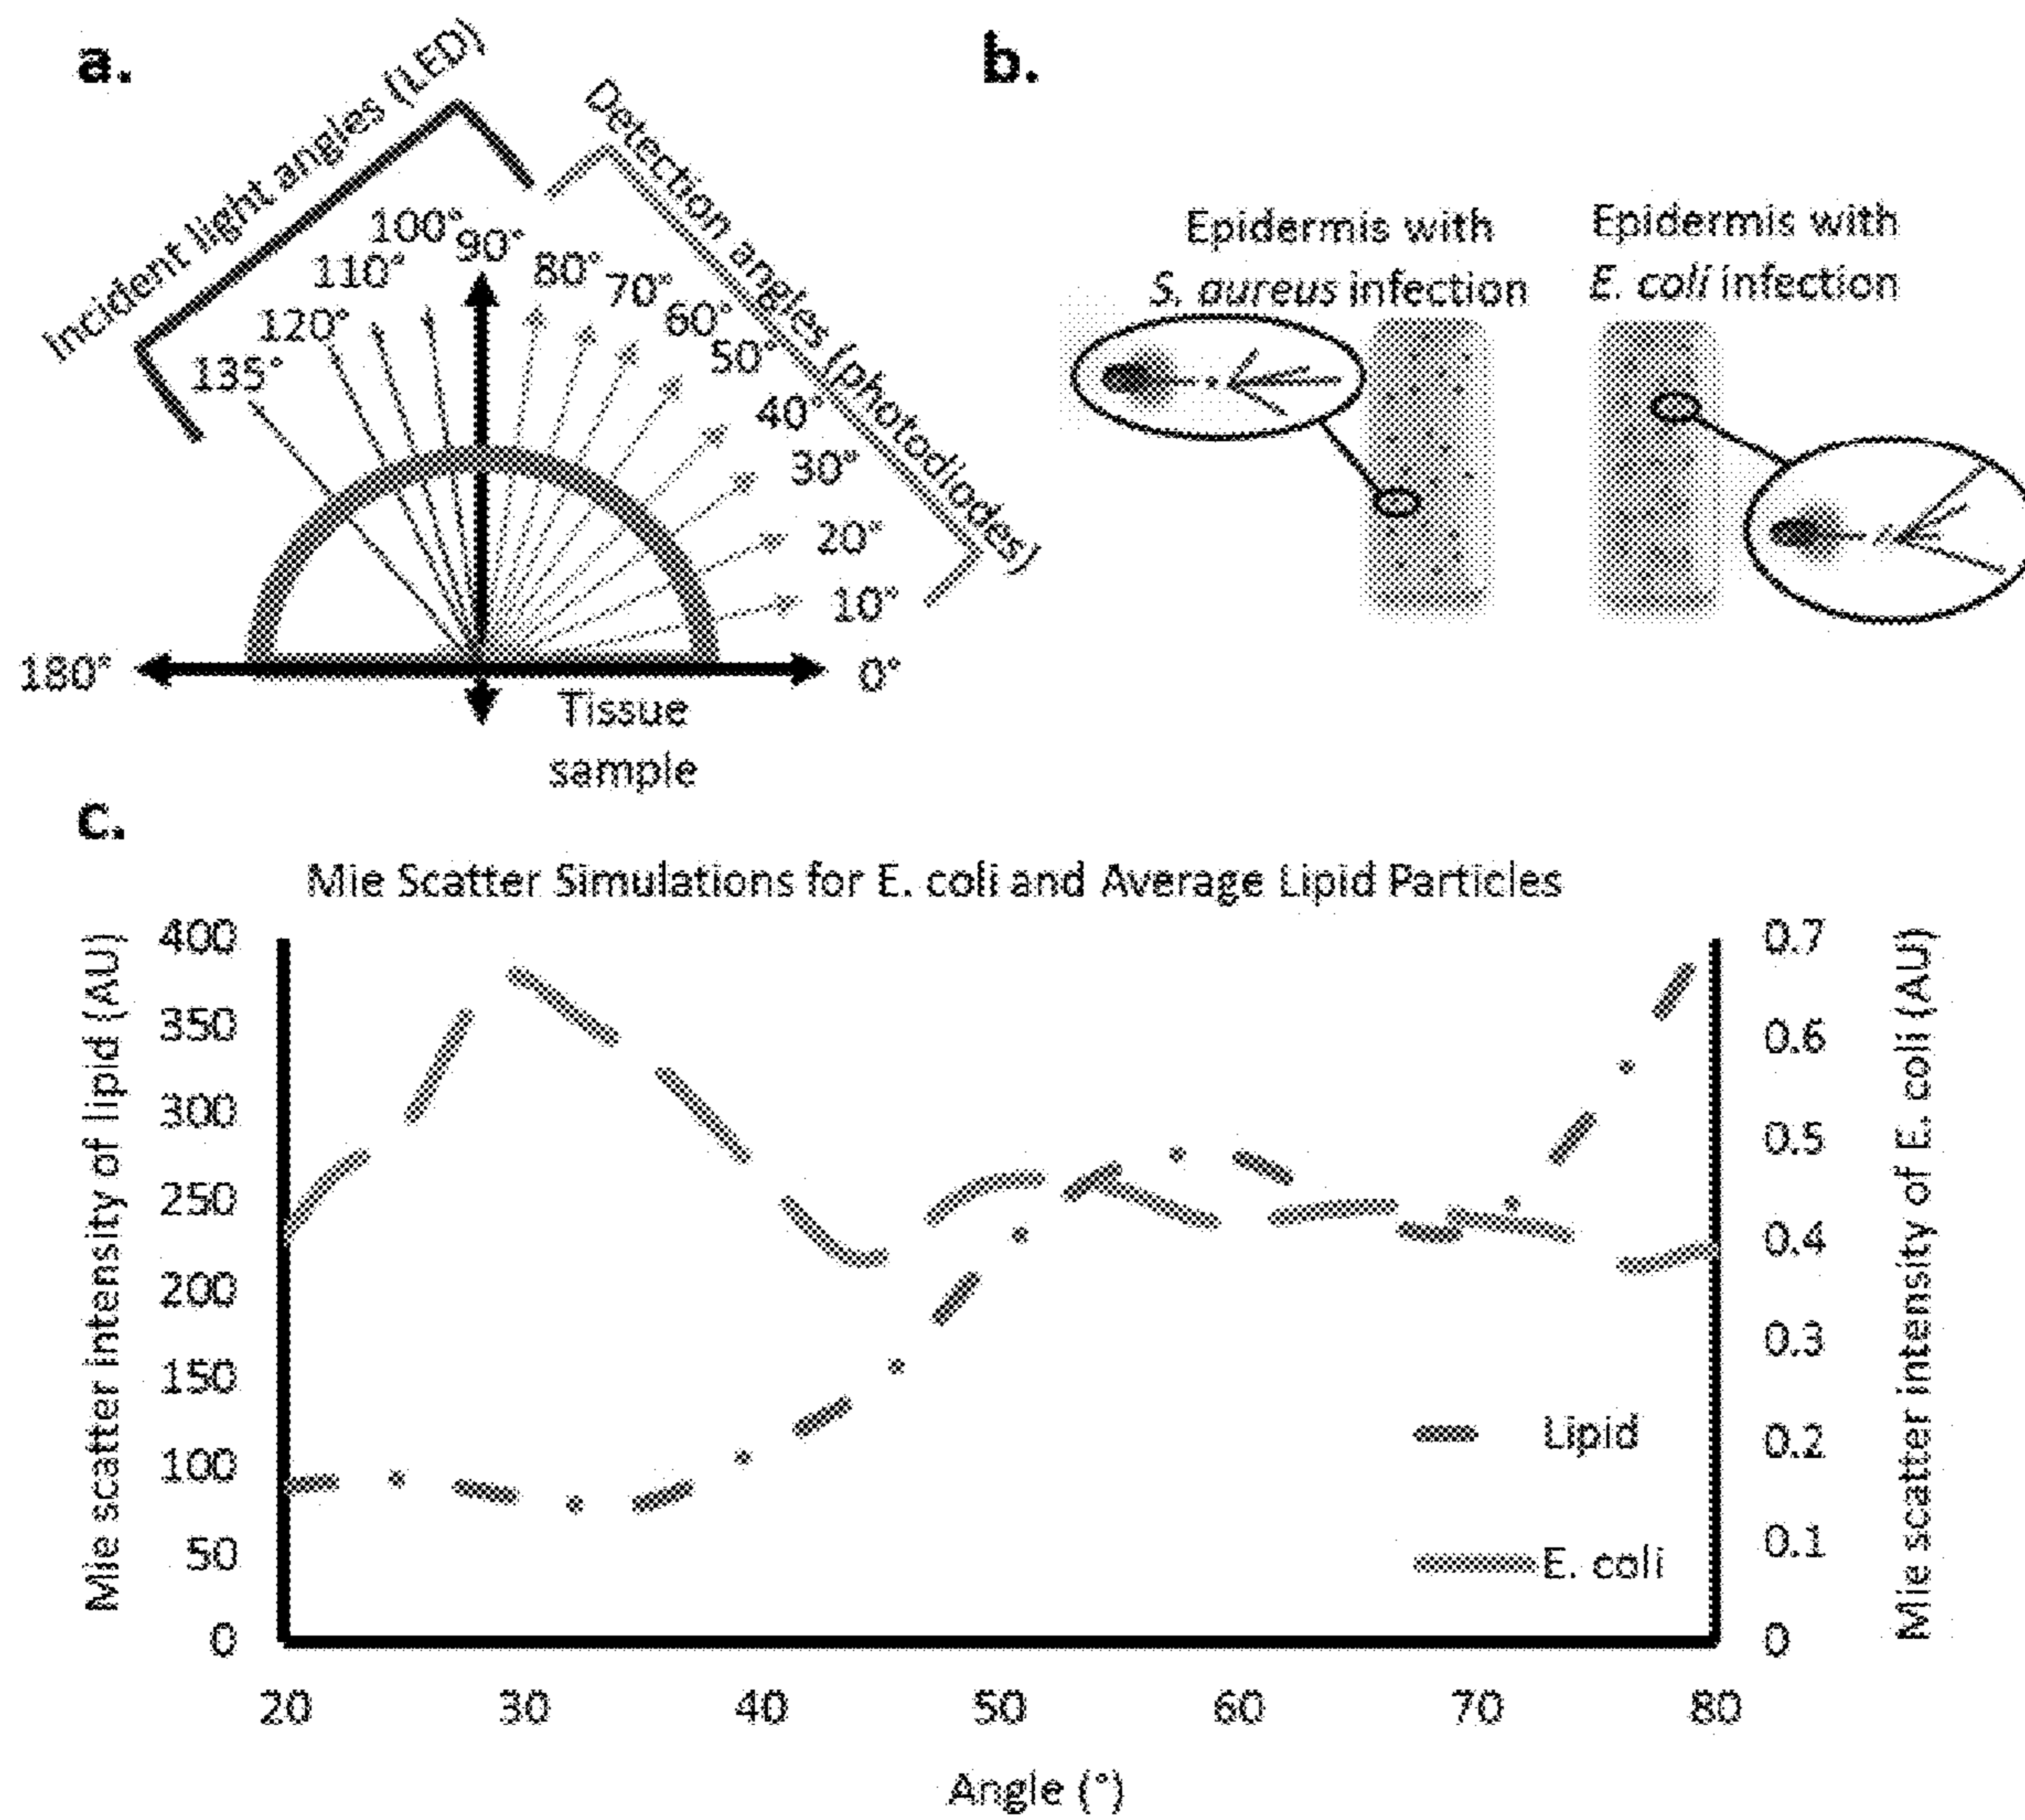 a.
Incident light angles (LED)
Detection angles (photodiodes)
180°
135°
120°
110°
100°
90°
80°
70°
60°
50°
40°
30°
20°
10°
0°
Tissue
sample
b.
Epidermis with
S. aureus infection
Epidermis with
E. coli infection
c.
Mie Scatter Simulations for E. coli and Average Lipid Particles
Mie scatter intensity of lipid (AU)
400
350
300
250
200
150
100
50
0
0.7
0.6
0.5
0.4
0.3
0.2
0.1
0
Mie scatter intensity of E. coli (AU)
Lipid
E. coli
20 30 40 50 60 70 80
Angle (°)